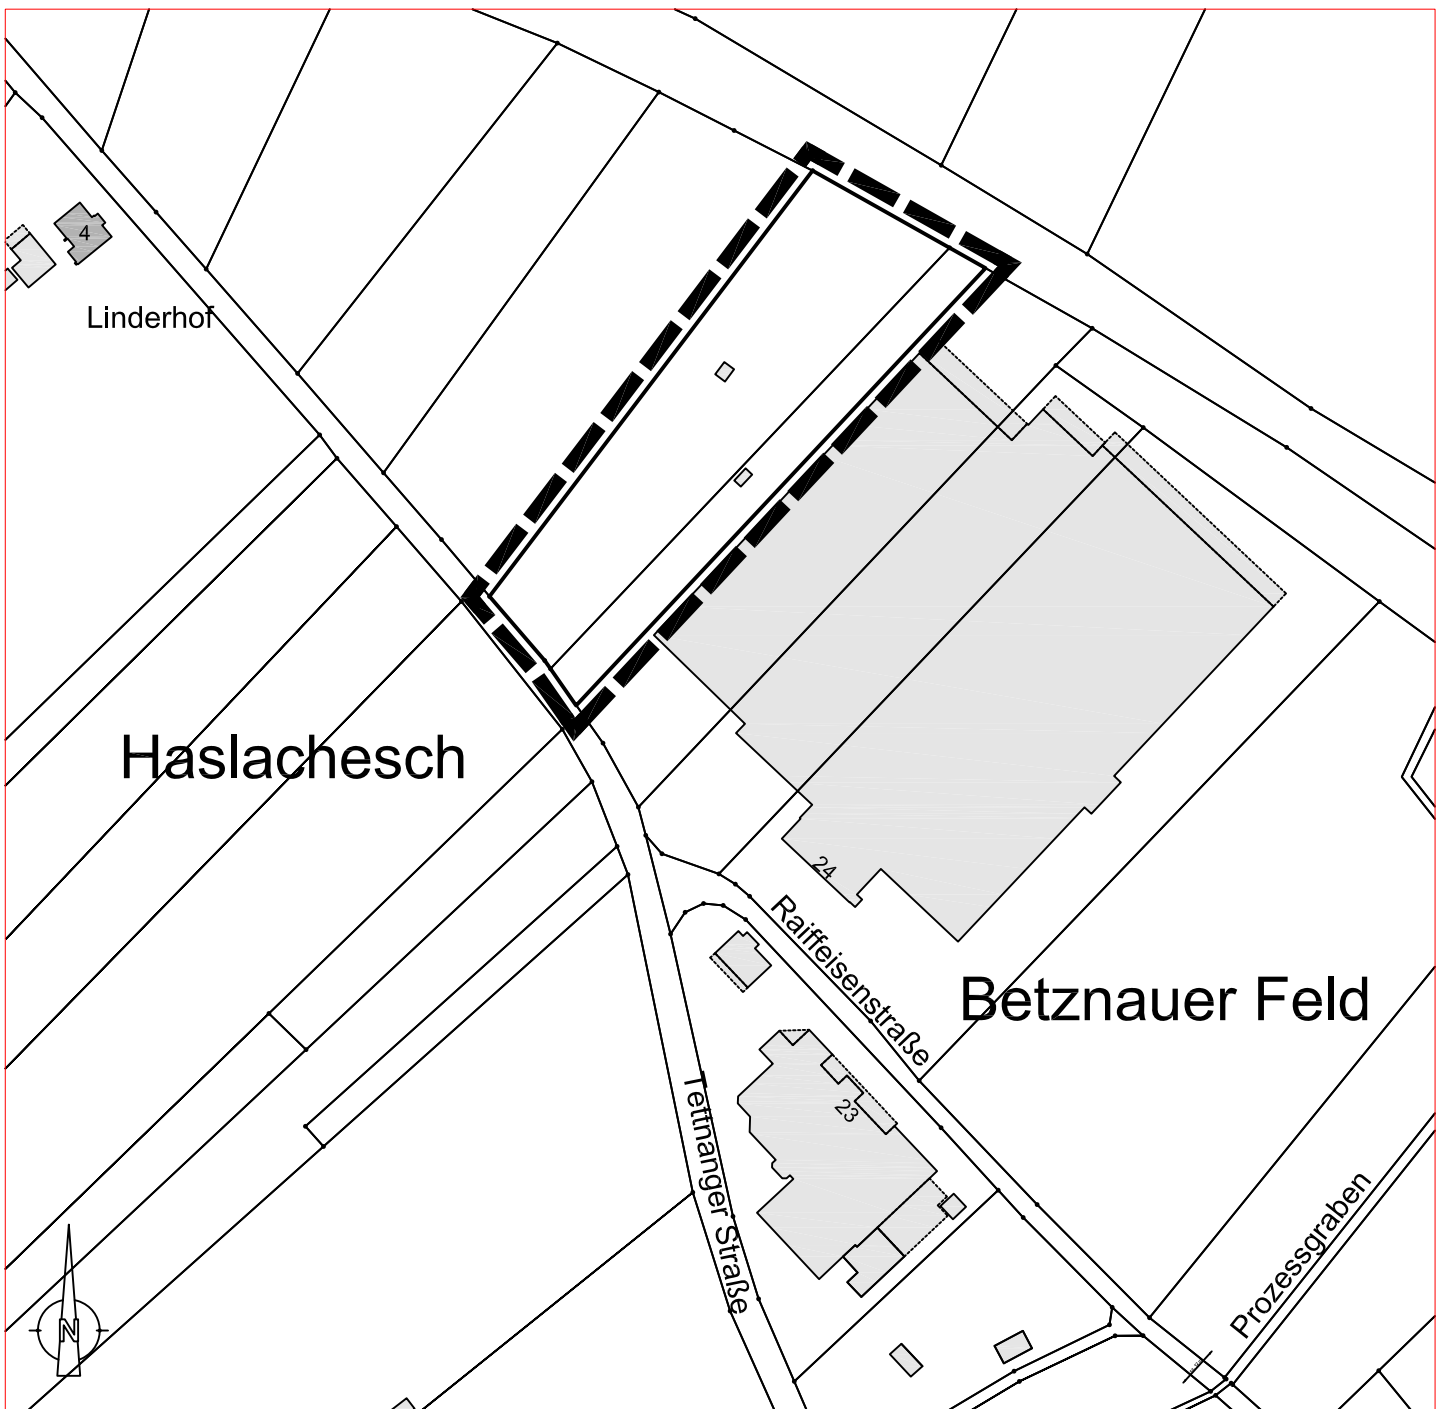 4
Linderhof
Haslachesch
24
Raiffeisenstraße
Betznauer Feld
Tettnanger Straße
23
Prozessgraben
N